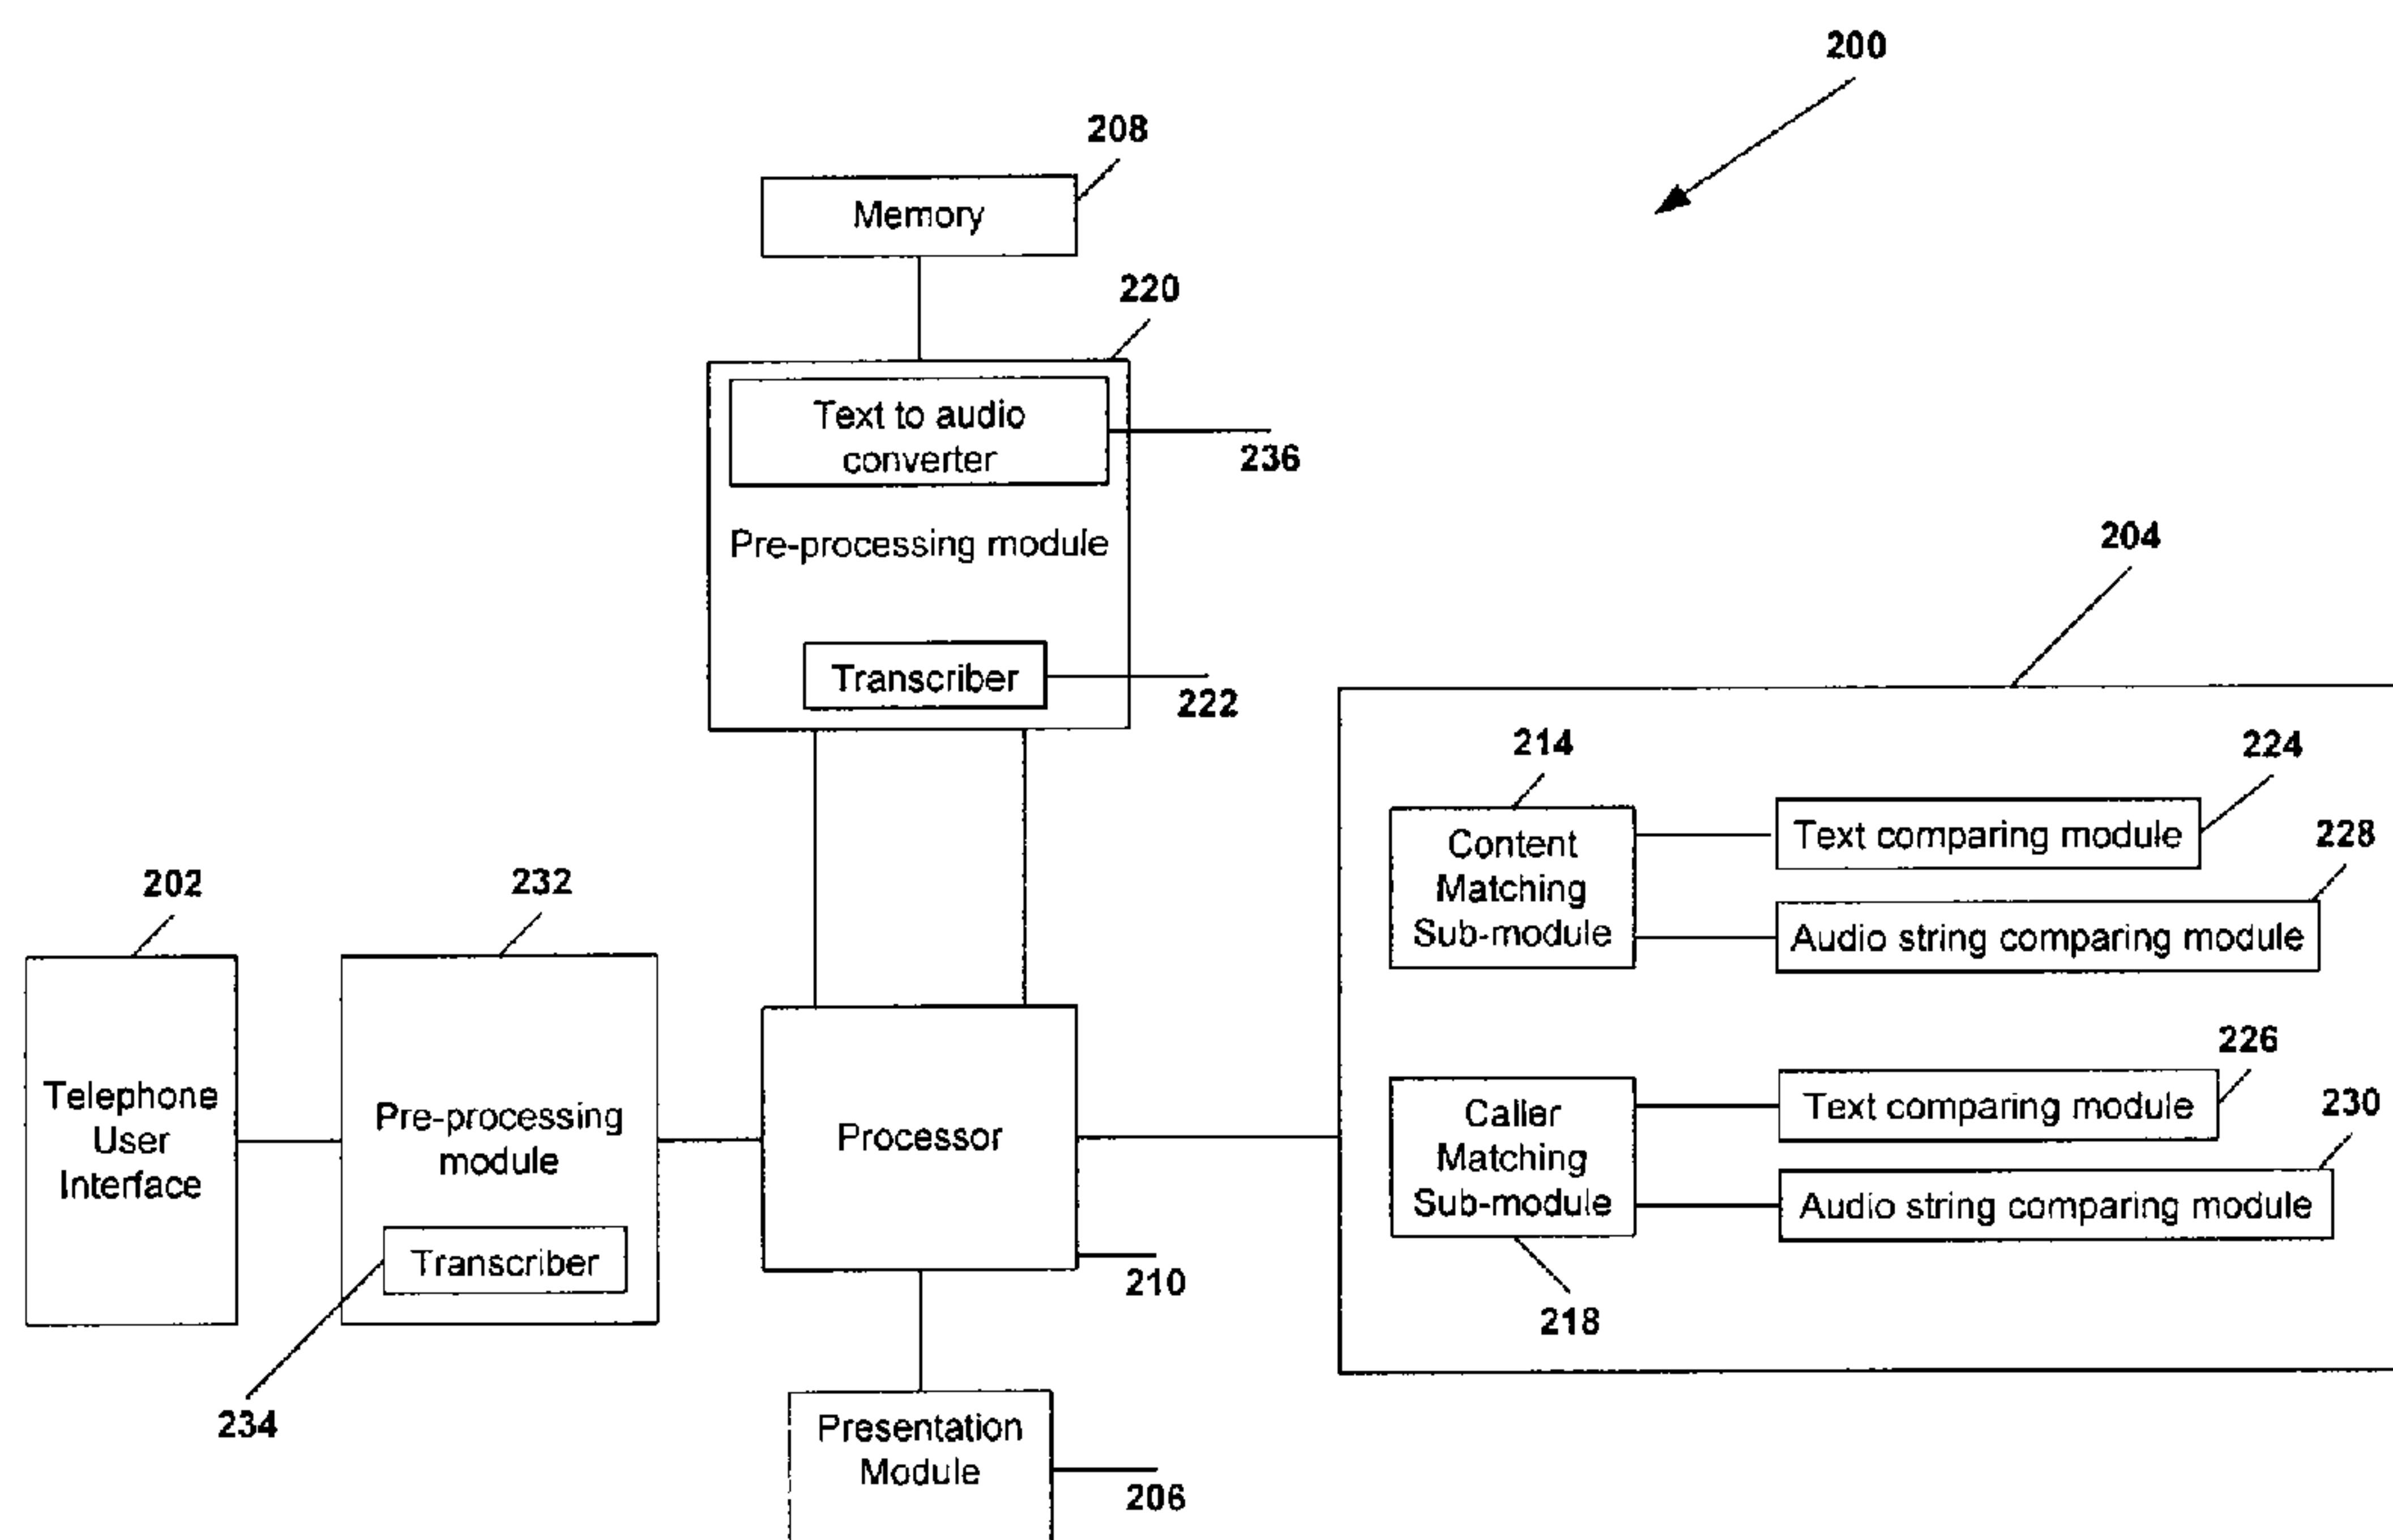 200
208
Memory
220
Text to audio
converter
236
Pre-processing module
Transcriber
222
204
214
224
Content
Matching
Sub-module
Text comparing module
228
Audio string comparing module
202
232
Telephone
User
Interface
Pre-processing
module
Transcriber
234
Processor
210
226
Caller
Matching
Sub-module
Text comparing module
230
Audio string comparing module
218
Presentation
Module
206